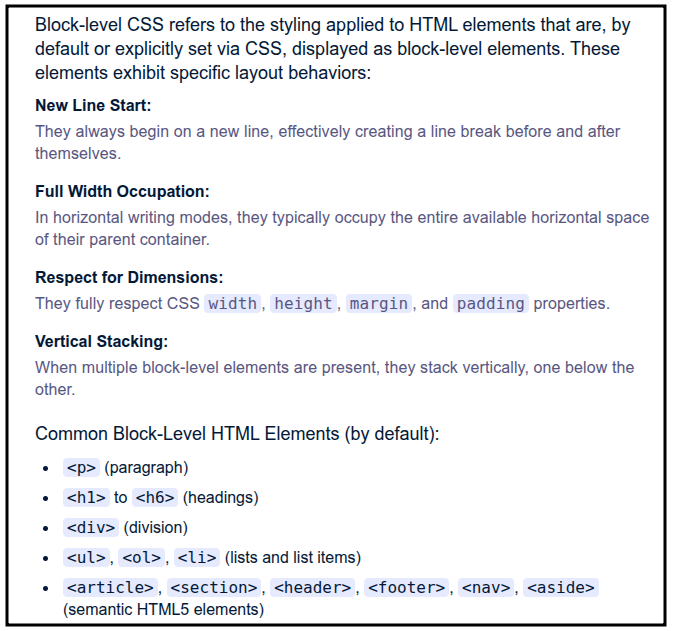 Block-level CSS refers to the styling applied to HTML elements that are, by
default or explicitly set via CSS, displayed as block-level elements. These
elements exhibit specific layout behaviors:
New Line Start:
They always begin on a new line, effectively creating a line break before and after
themselves.
Full Width Occupation:
In horizontal writing modes, they typically occupy the entire available horizontal space
of their parent container.
Respect for Dimensions:
They fully respect CSS width, height, margin, and padding properties.
Vertical Stacking:
When multiple block-level elements are present, they stack vertically, one below the
other.
Common Block-Level HTML Elements (by default):
• <p> (paragraph)
• <h1> to <h6> (headings)
• <div> (division)
• <ul>, <ol>, <li> (lists and list items)
• <article>, <section>, <header>, <footer>, <nav>, <aside>
(semantic HTML5 elements)